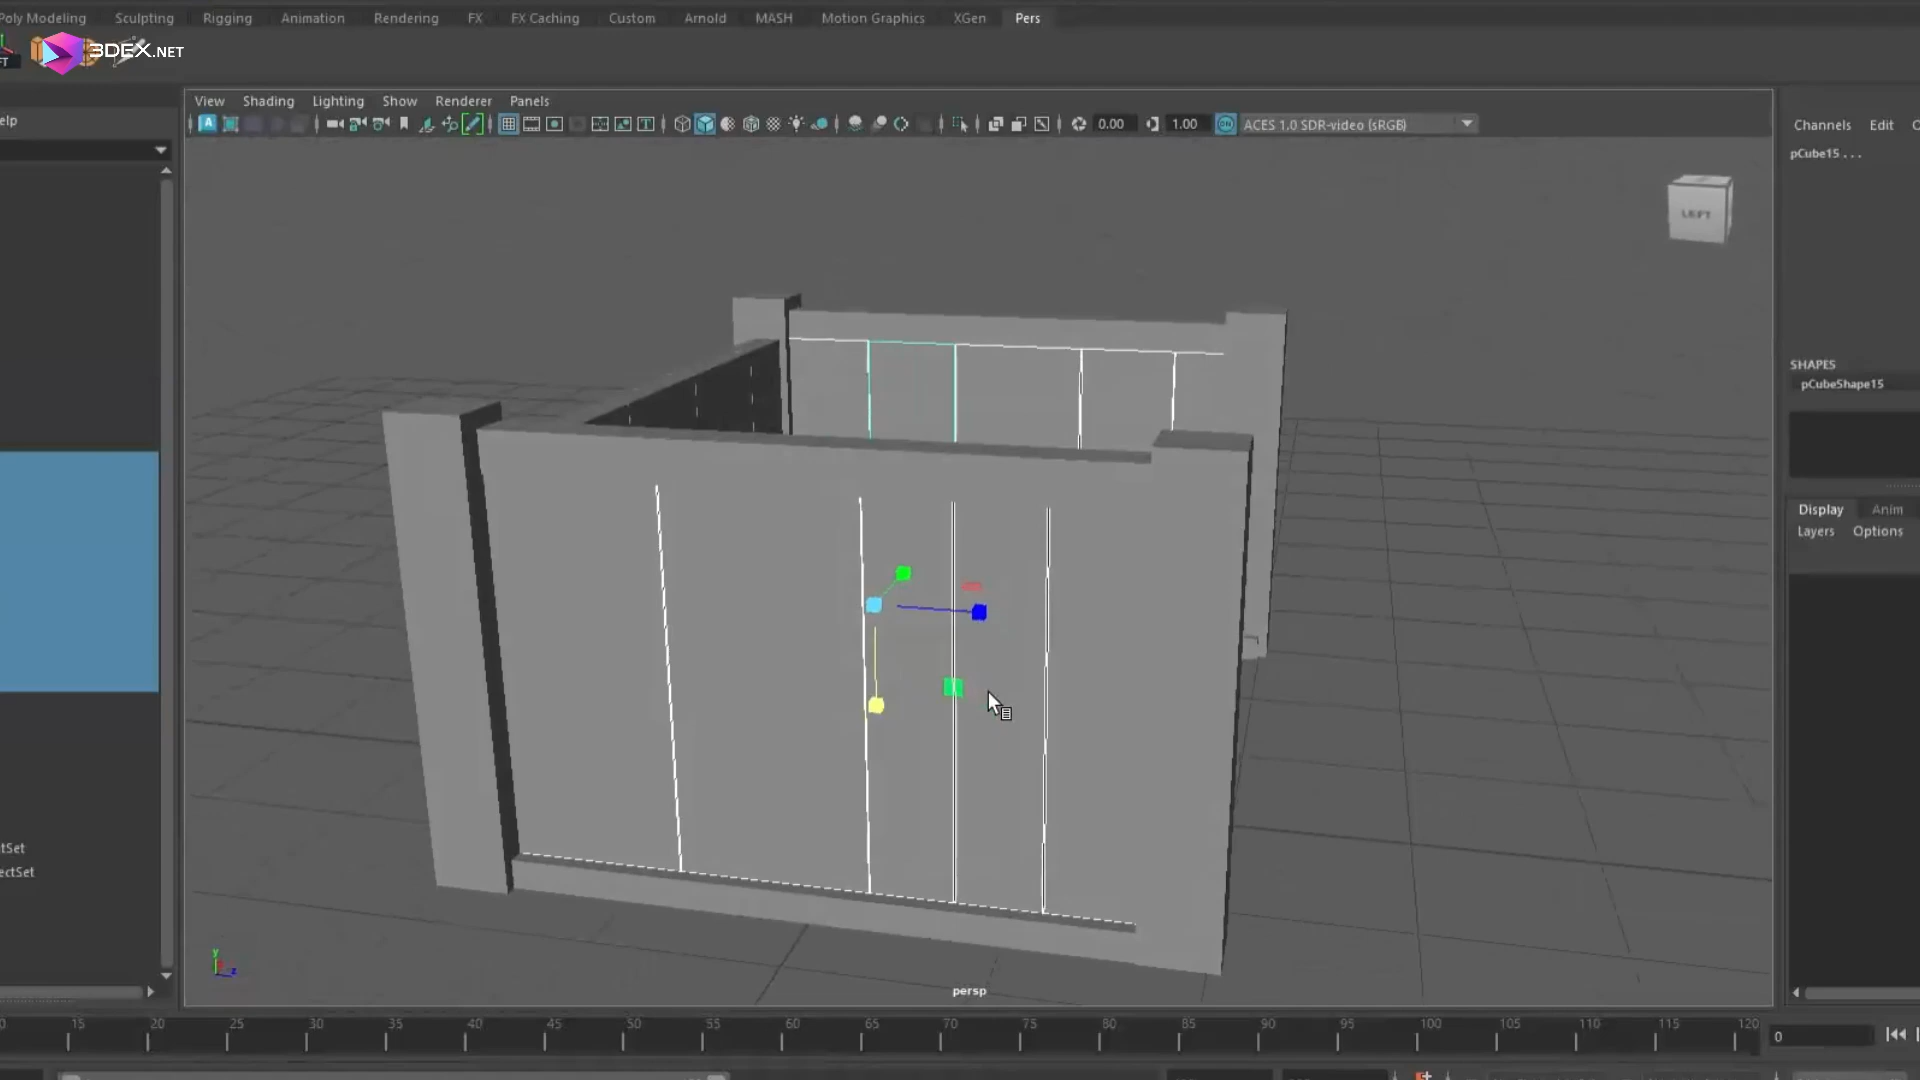 Poly Modeling Sculpting Rigging Animation Rendering FX FX Caching Custom Arnold MASH Motion Graphics XGen Pers
FT
3DEX.NET
View Shading Lighting Show Renderer Panels
elp
A 0.00 1.00 ON ACES 1.0 SDR-video (sRGB)
Channels Edit
pCube15 . . .
LEFT
SHAPES
pCubeShape15
Display Anim
Layers Options
tSet
ectSet
y
z
persp
15 20 25 30 35 40 45 50 55 60 65 70 75 80 85 90 95 100 105 110 115 120
0